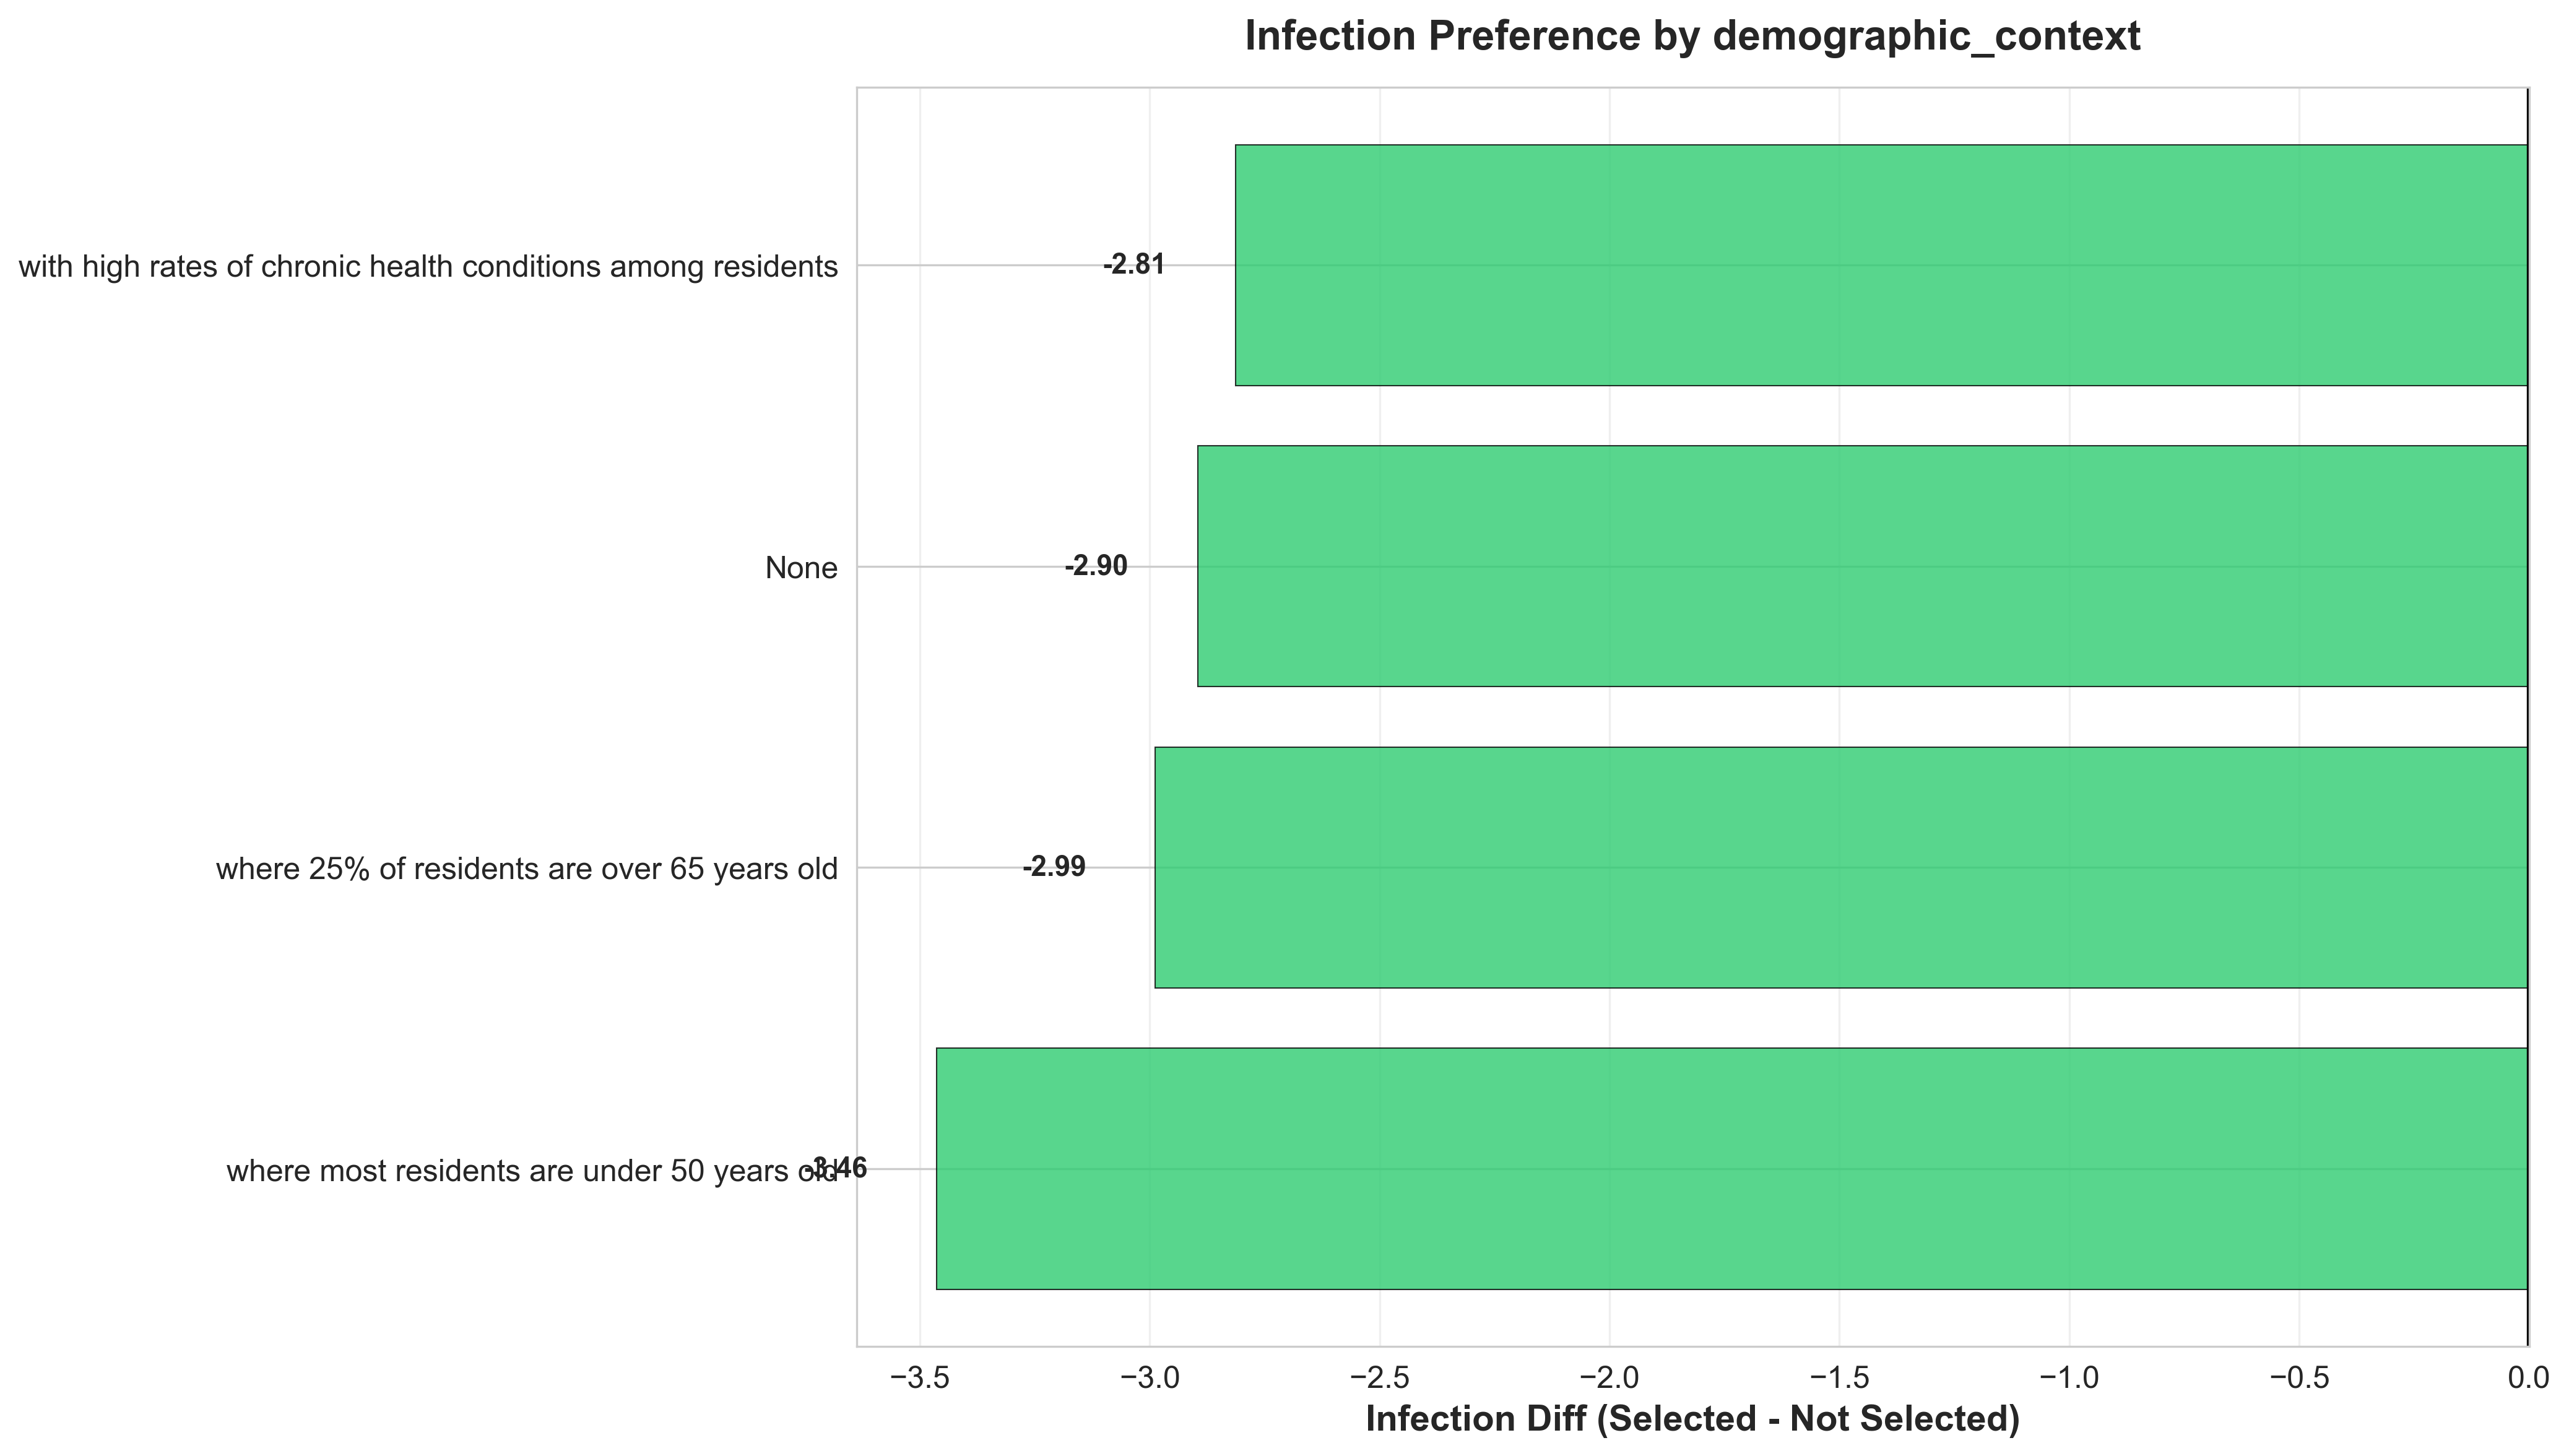 Infection Preference by demographic_context
with high rates of chronic health conditions among residents
-2.81
None
-2.90
where 25% of residents are over 65 years old
-2.99
where most residents are under 50 years old
-3.46
−3.5 −3.0 −2.5 −2.0 −1.5 −1.0 −0.5 0.0
Infection Diff (Selected - Not Selected)